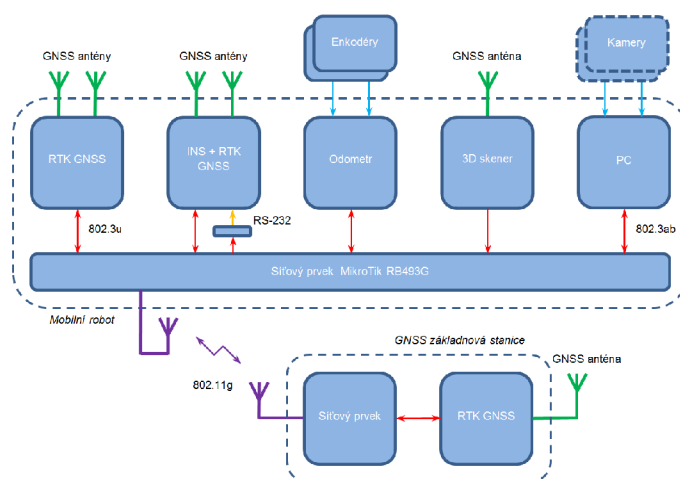 Enkodéry
Kamery
GNSS antény
GNSS antény
GNSS anténa
RTK GNSS
INS + RTK
GNSS
Odometr
3D skener
PC
802.3u
RS-232
802.3ab
Síťový prvek MikroTik RB493G
Mobilní robot
GNSS základnová stanice
GNSS anténa
802.11g
Síťový prvek
RTK GNSS